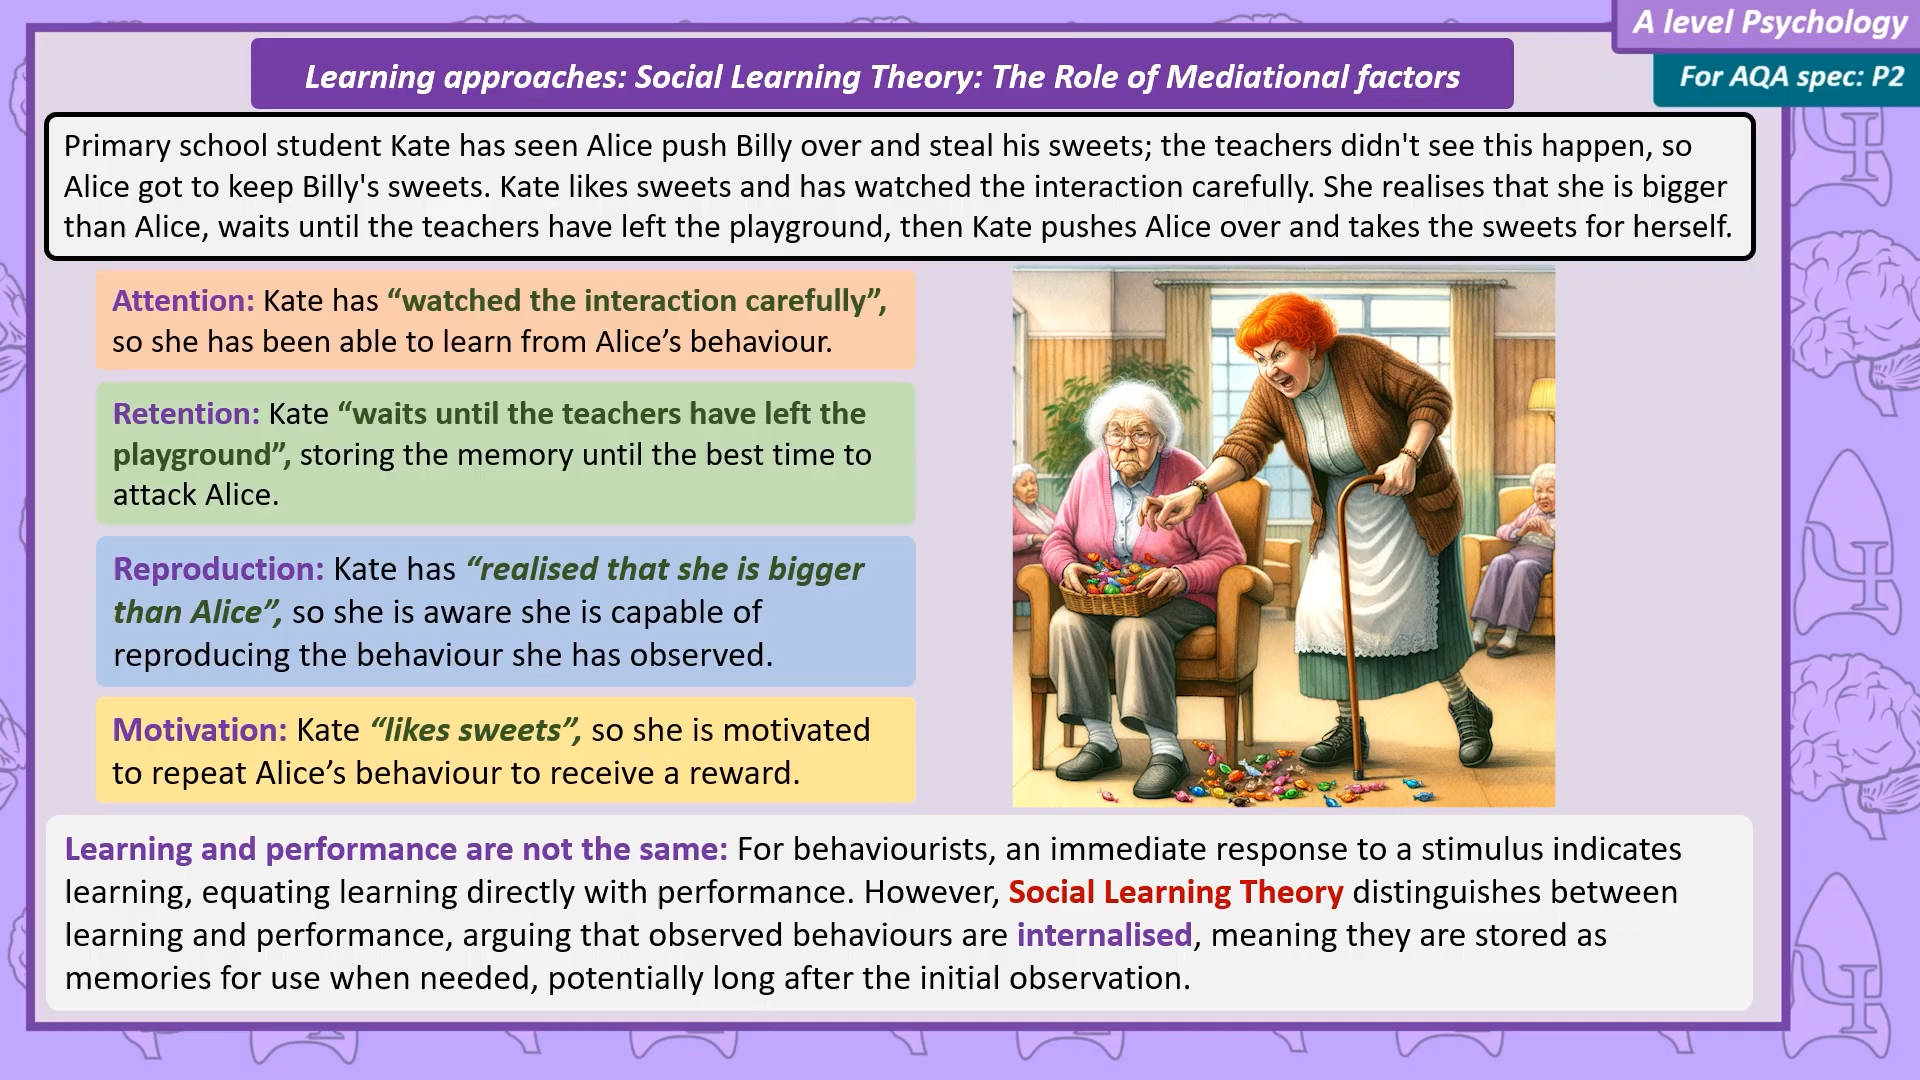 A level Psychology
For AQA spec: P2
Learning approaches: Social Learning Theory: The Role of Mediational factors
Primary school student Kate has seen Alice push Billy over and steal his sweets; the teachers didn't see this happen, so
Alice got to keep Billy's sweets. Kate likes sweets and has watched the interaction carefully. She realises that she is bigger
than Alice, waits until the teachers have left the playground, then Kate pushes Alice over and takes the sweets for herself.
Attention: Kate has “watched the interaction carefully”,
so she has been able to learn from Alice’s behaviour.
Retention: Kate “waits until the teachers have left the
playground”, storing the memory until the best time to
attack Alice.
Reproduction: Kate has “realised that she is bigger
than Alice”, so she is aware she is capable of
reproducing the behaviour she has observed.
Motivation: Kate “likes sweets”, so she is motivated
to repeat Alice’s behaviour to receive a reward.
Learning and performance are not the same: For behaviourists, an immediate response to a stimulus indicates
learning, equating learning directly with performance. However, Social Learning Theory distinguishes between
learning and performance, arguing that observed behaviours are internalised, meaning they are stored as
memories for use when needed, potentially long after the initial observation.